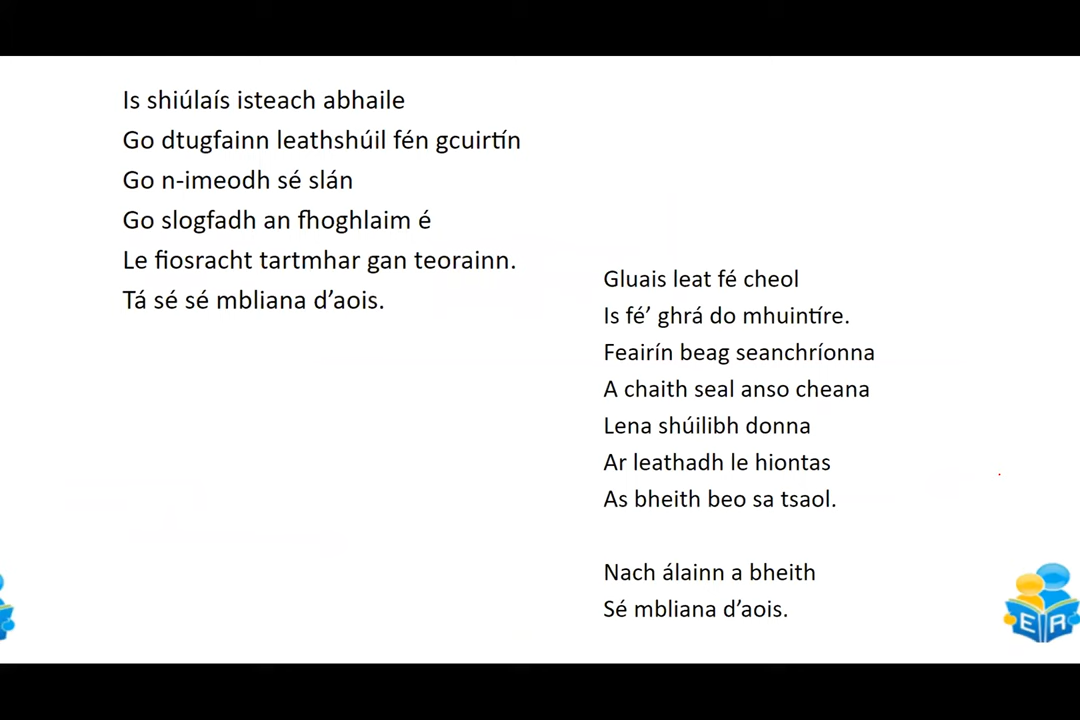 Is shiúlaís isteach abhaile
Go dtugfainn leathshúil fén gcuirtín
Go n-imeodh sé slán
Go slogfadh an fhoghlaim é
Le fiosracht tartmhar gan teorainn.
Tá sé sé mbliana d’aois.
Gluais leat fé cheol
Is fé’ ghrá do mhuintíre.
Feairín beag seanchríonna
A chaith seal anso cheana
Lena shúilibh donna
Ar leathadh le hiontas
As bheith beo sa tsaol.
Nach álainn a bheith
Sé mbliana d’aois.
E R